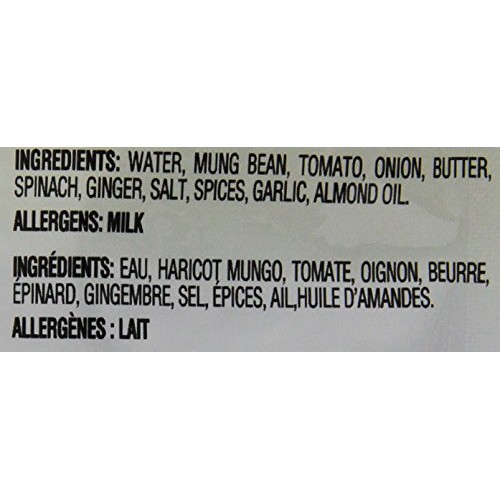 INGREDIENTS: WATER, MUNG BEAN, TOMATO, ONION, BUTTER,
SPINACH, GINGER, SALT, SPICES, GARLIC, ALMOND OIL.
ALLERGENS: MILK
INGRÉDIENTS: EAU, HARICOT MUNGO, TOMATE, OIGNON, BEURRE,
ÉPINARD, GINGEMBRE, SEL, ÉPICES, AIL,HUILE D'AMANDES.
ALLERGÈNES : LAIT